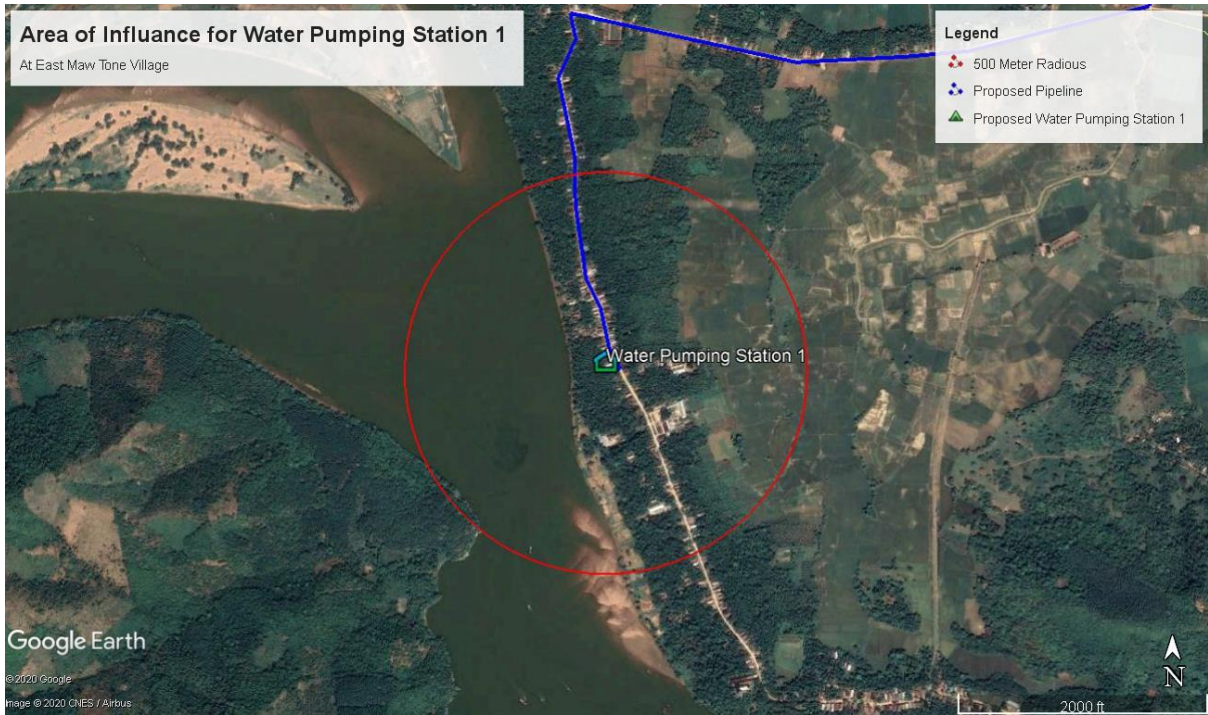 Area of Influance for Water Pumping Station 1
At East Maw Tone Village
Legend
500 Meter Radious
Proposed Pipeline
Proposed Water Pumping Station 1
Water Pumping Station 1
Google Earth
©2020 Google
Image © 2020 CNES / Airbus
N
2000 ft